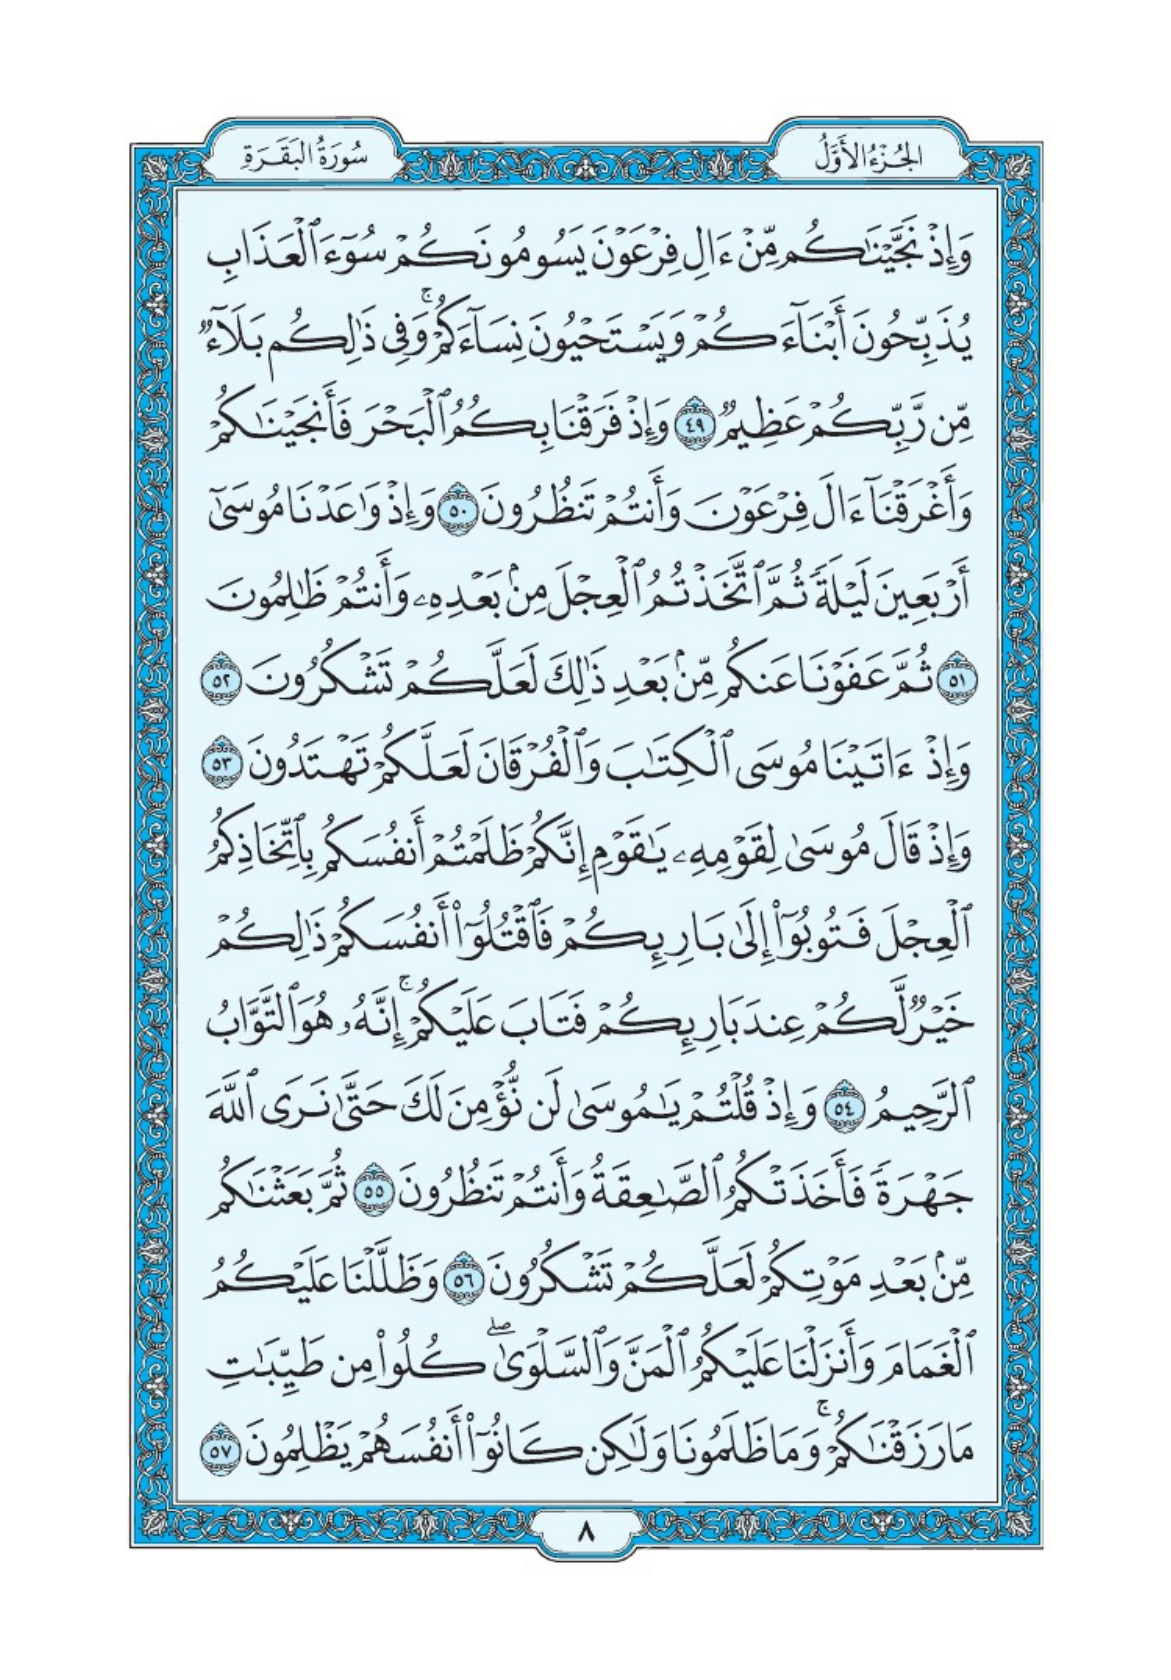 الجُزْءُ الأَوَّلُ
سُورَةُ البَقَرَةِ
وَإِذْ نَجَّيْنَٰكُم مِّنْ ءَالِ فِرْعَوْنَ يَسُومُونَكُمْ سُوٓءَ ٱلْعَذَابِ
يُذَبِّحُونَ أَبْنَآءَكُمْ وَيَسْتَحْيُونَ نِسَآءَكُمْ ۚ وَفِى ذَٰلِكُم بَلَآءٌ
مِّن رَّبِّكُمْ عَظِيمٌ ٤٩ وَإِذْ فَرَقْنَا بِكُمُ ٱلْبَحْرَ فَأَنجَيْنَٰكُمْ
وَأَغْرَقْنَآ ءَالَ فِرْعَوْنَ وَأَنتُمْ تَنظُرُونَ ٥٠ وَإِذْ وَٰعَدْنَا مُوسَىٰٓ
أَرْبَعِينَ لَيْلَةً ثُمَّ ٱتَّخَذْتُمُ ٱلْعِجْلَ مِنۢ بَعْدِهِۦ وَأَنتُمْ ظَٰلِمُونَ
٥١ ثُمَّ عَفَوْنَا عَنكُم مِّنۢ بَعْدِ ذَٰلِكَ لَعَلَّكُمْ تَشْكُرُونَ ٥٢
وَإِذْ ءَاتَيْنَا مُوسَى ٱلْكِتَٰبَ وَٱلْفُرْقَانَ لَعَلَّكُمْ تَهْتَدُونَ ٥٣
وَإِذْ قَالَ مُوسَىٰ لِقَوْمِهِۦ يَٰقَوْمِ إِنَّكُمْ ظَلَمْتُمْ أَنفُسَكُم بِٱتِّخَاذِكُمُ
ٱلْعِجْلَ فَتُوبُوٓا۟ إِلَىٰ بَارِئِكُمْ فَٱقْتُلُوٓا۟ أَنفُسَكُمْ ذَٰلِكُمْ
خَيْرٌ لَّكُمْ عِندَ بَارِئِكُمْ فَتَابَ عَلَيْكُمْ ۚ إِنَّهُۥ هُوَ ٱلتَّوَّابُ
ٱلرَّحِيمُ ٥٤ وَإِذْ قُلْتُمْ يَٰمُوسَىٰ لَن نُّؤْمِنَ لَكَ حَتَّىٰ نَرَى ٱللَّهَ
جَهْرَةً فَأَخَذَتْكُمُ ٱلصَّٰعِقَةُ وَأَنتُمْ تَنظُرُونَ ٥٥ ثُمَّ بَعَثْنَٰكُم
مِّنۢ بَعْدِ مَوْتِكُمْ لَعَلَّكُمْ تَشْكُرُونَ ٥٦ وَظَلَّلْنَا عَلَيْكُمُ
ٱلْغَمَامَ وَأَنزَلْنَا عَلَيْكُمُ ٱلْمَنَّ وَٱلسَّلْوَىٰ ۖ كُلُوا۟ مِن طَيِّبَٰتِ
مَا رَزَقْنَٰكُمْ ۚ وَمَا ظَلَمُونَا وَلَٰكِن كَانُوٓا۟ أَنفُسَهُمْ يَظْلِمُونَ ٥٧
٨